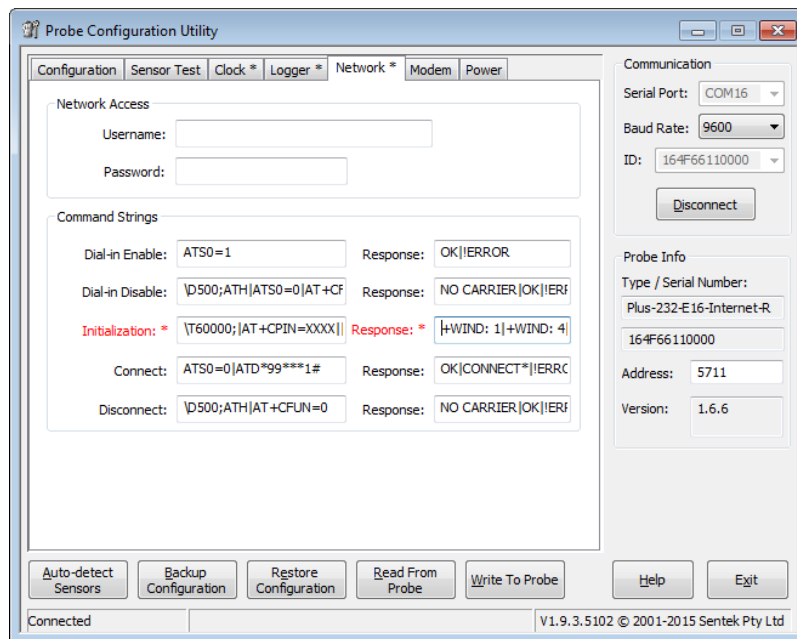 Probe Configuration Utility
Configuration Sensor Test Clock * Logger * Network * Modem Power
Network Access
Username:
Password:
Command Strings
Dial-in Enable: ATS0=1 Response: OK|!ERROR
Dial-in Disable: \D500;ATH|ATS0=0|AT+CF Response: NO CARRIER|OK|!ERF
Initialization: * \T60000;|AT+CPIN=XXXX|| Response: * +WIND: 1|+WIND: 4|
Connect: ATS0=0|ATD*99***1# Response: OK|CONNECT*|!ERRO
Disconnect: \D500;ATH|AT+CFUN=0 Response: NO CARRIER|OK|!ERF
Communication
Serial Port: COM16
Baud Rate: 9600
ID: 164F66110000
Disconnect
Probe Info
Type / Serial Number:
Plus-232-E16-Internet-R
164F66110000
Address: 5711
Version: 1.6.6
Auto-detect Sensors
Backup Configuration
Restore Configuration
Read From Probe
Write To Probe
Help
Exit
Connected
V1.9.3.5102 © 2001-2015 Sentek Pty Ltd